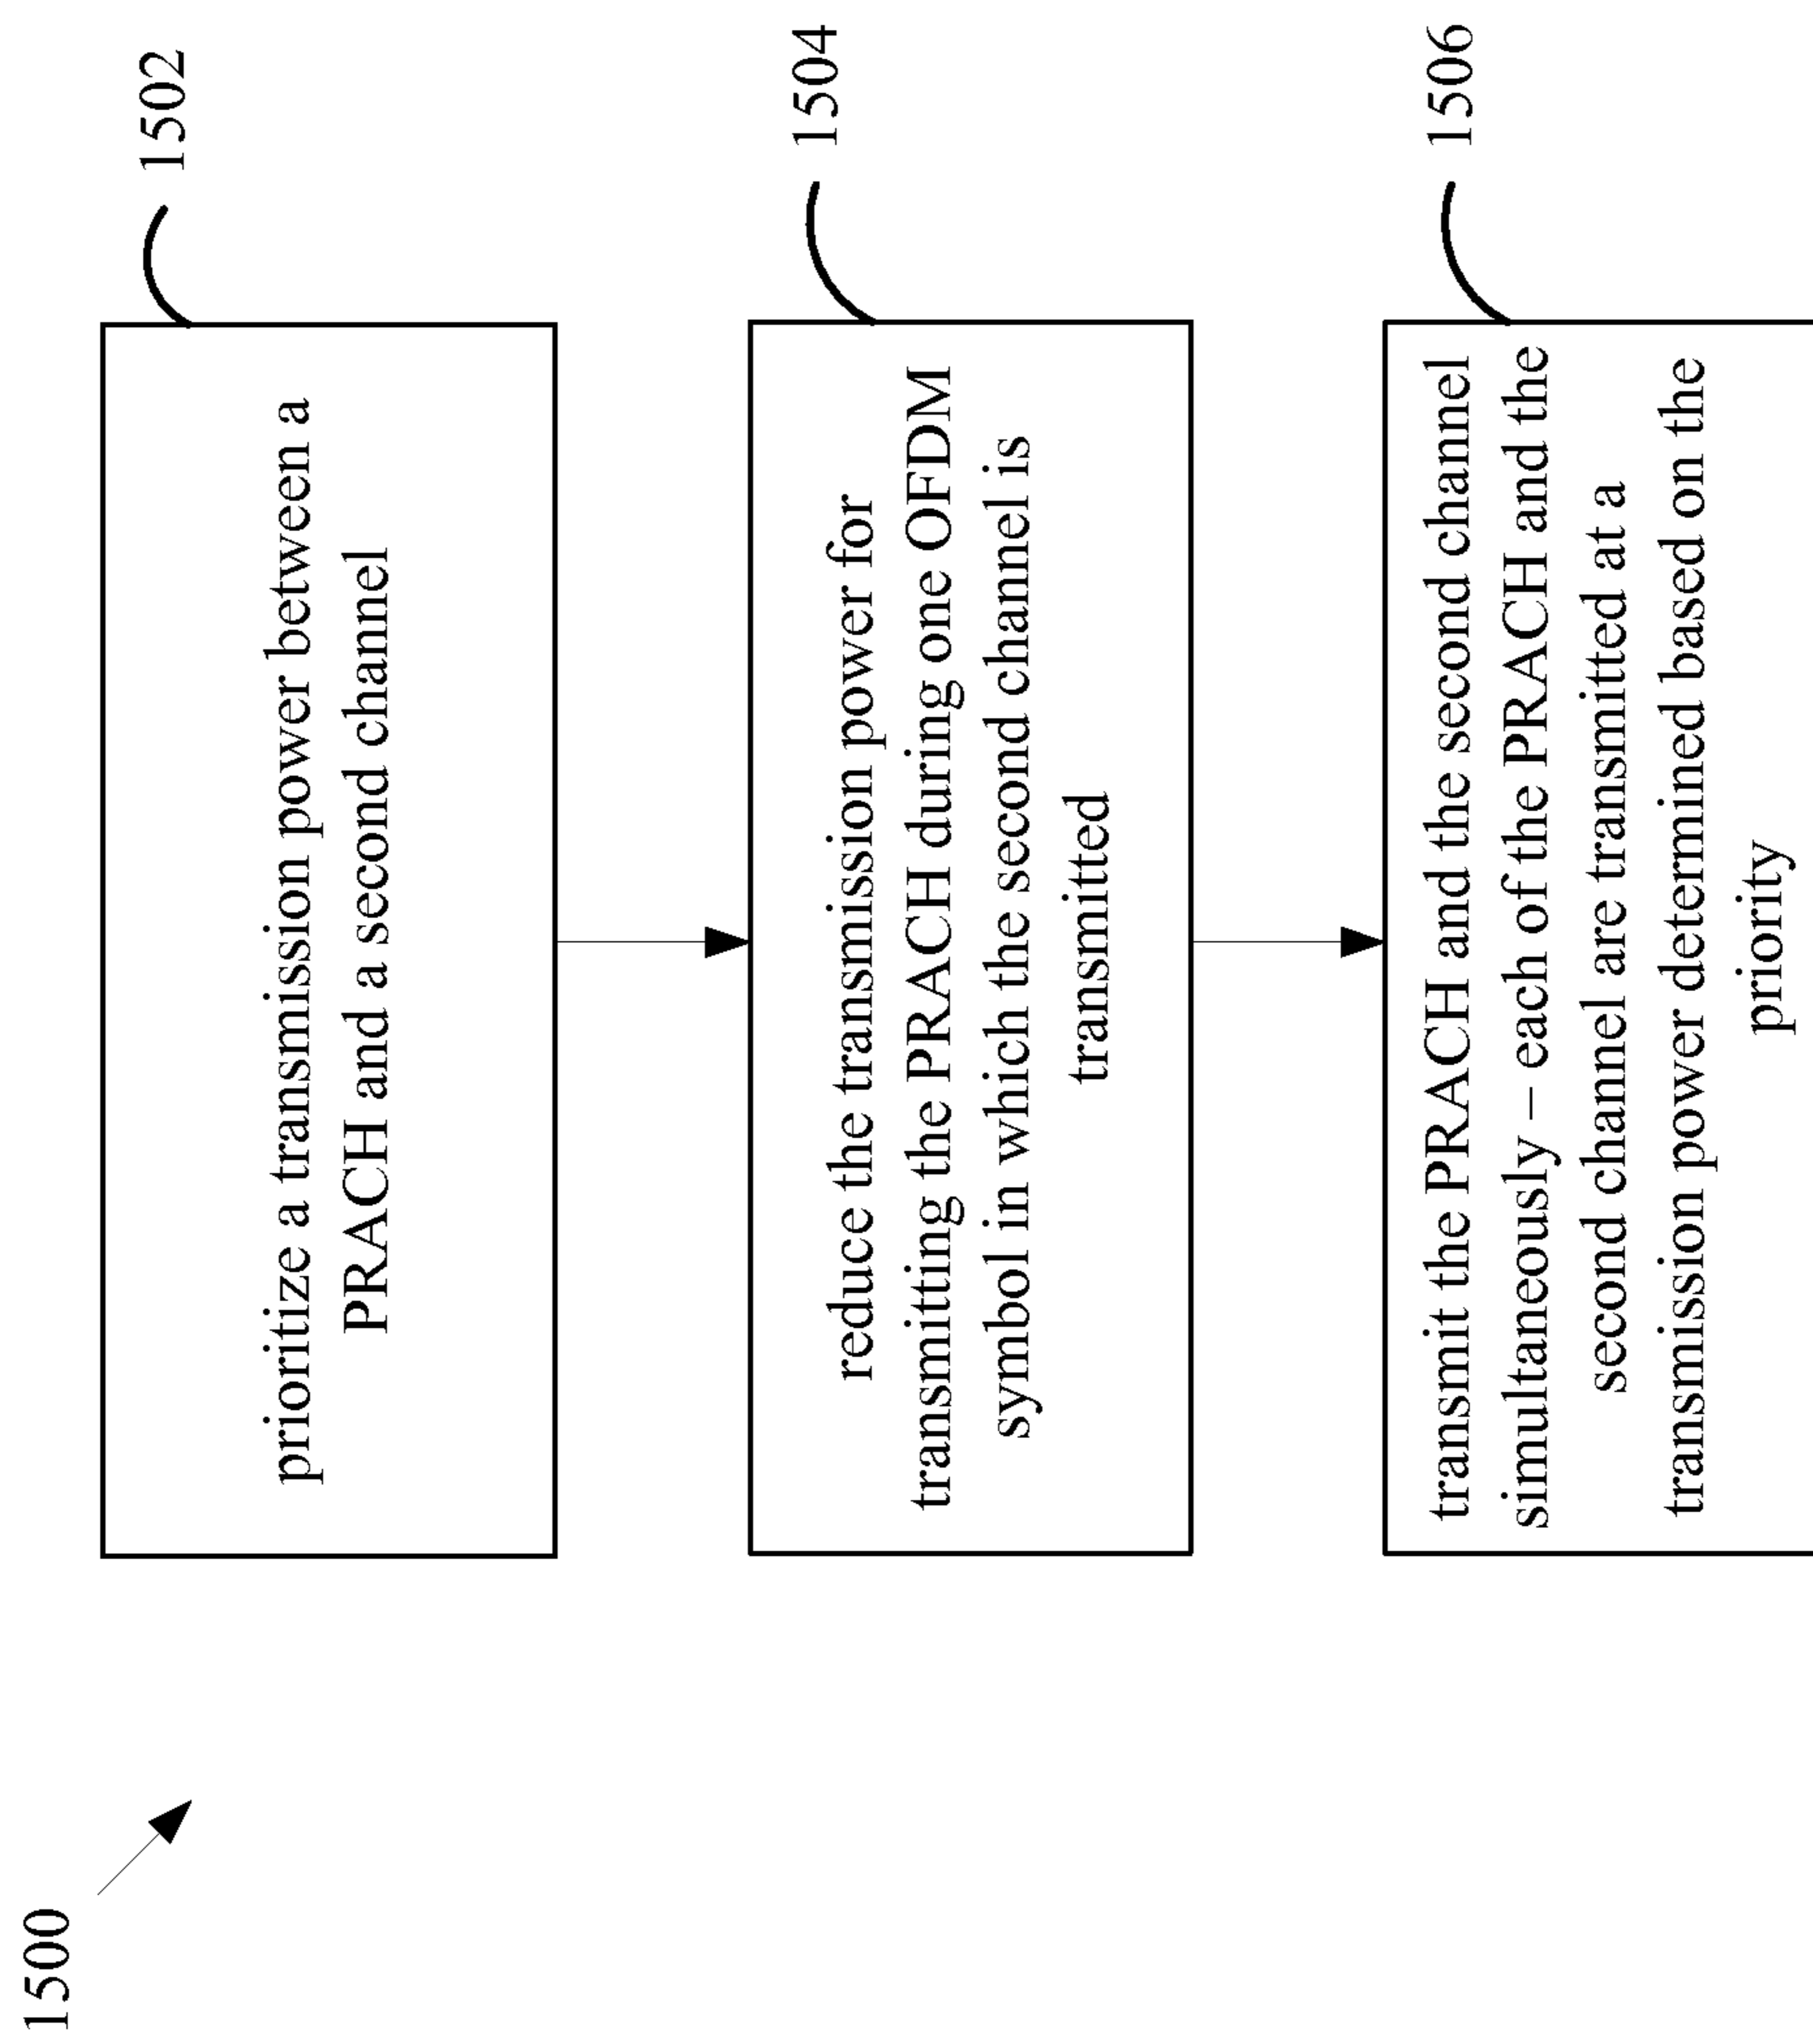 1500
1502
prioritize a transmission power between a
PRACH and a second channel
1504
reduce the transmission power for
transmitting the PRACH during one OFDM
symbol in which the second channel is
transmitted
1506
transmit the PRACH and the second channel
simultaneously – each of the PRACH and the
second channel are transmitted at a
transmission power determined based on the
priority